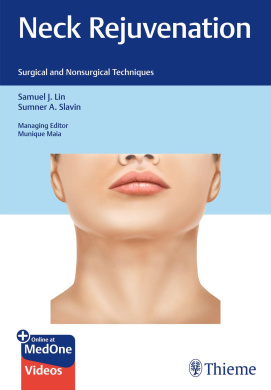 Neck Rejuvenation
Surgical and Nonsurgical Techniques
Samuel J. Lin
Sumner A. Slavin
Managing Editor
Munique Maia
+ Online at
MedOne
Videos
Thieme